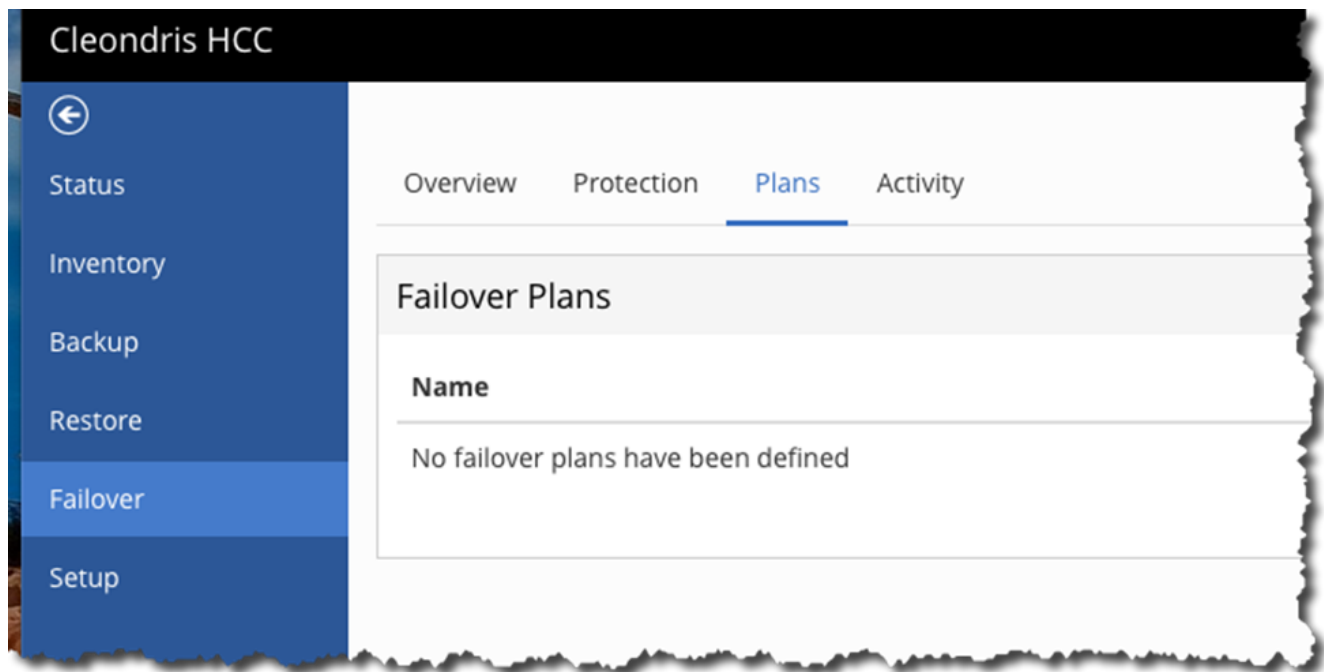 Cleondris HCC
Status
Inventory
Backup
Restore
Failover
Setup
Overview Protection Plans Activity
Failover Plans
Name
No failover plans have been defined